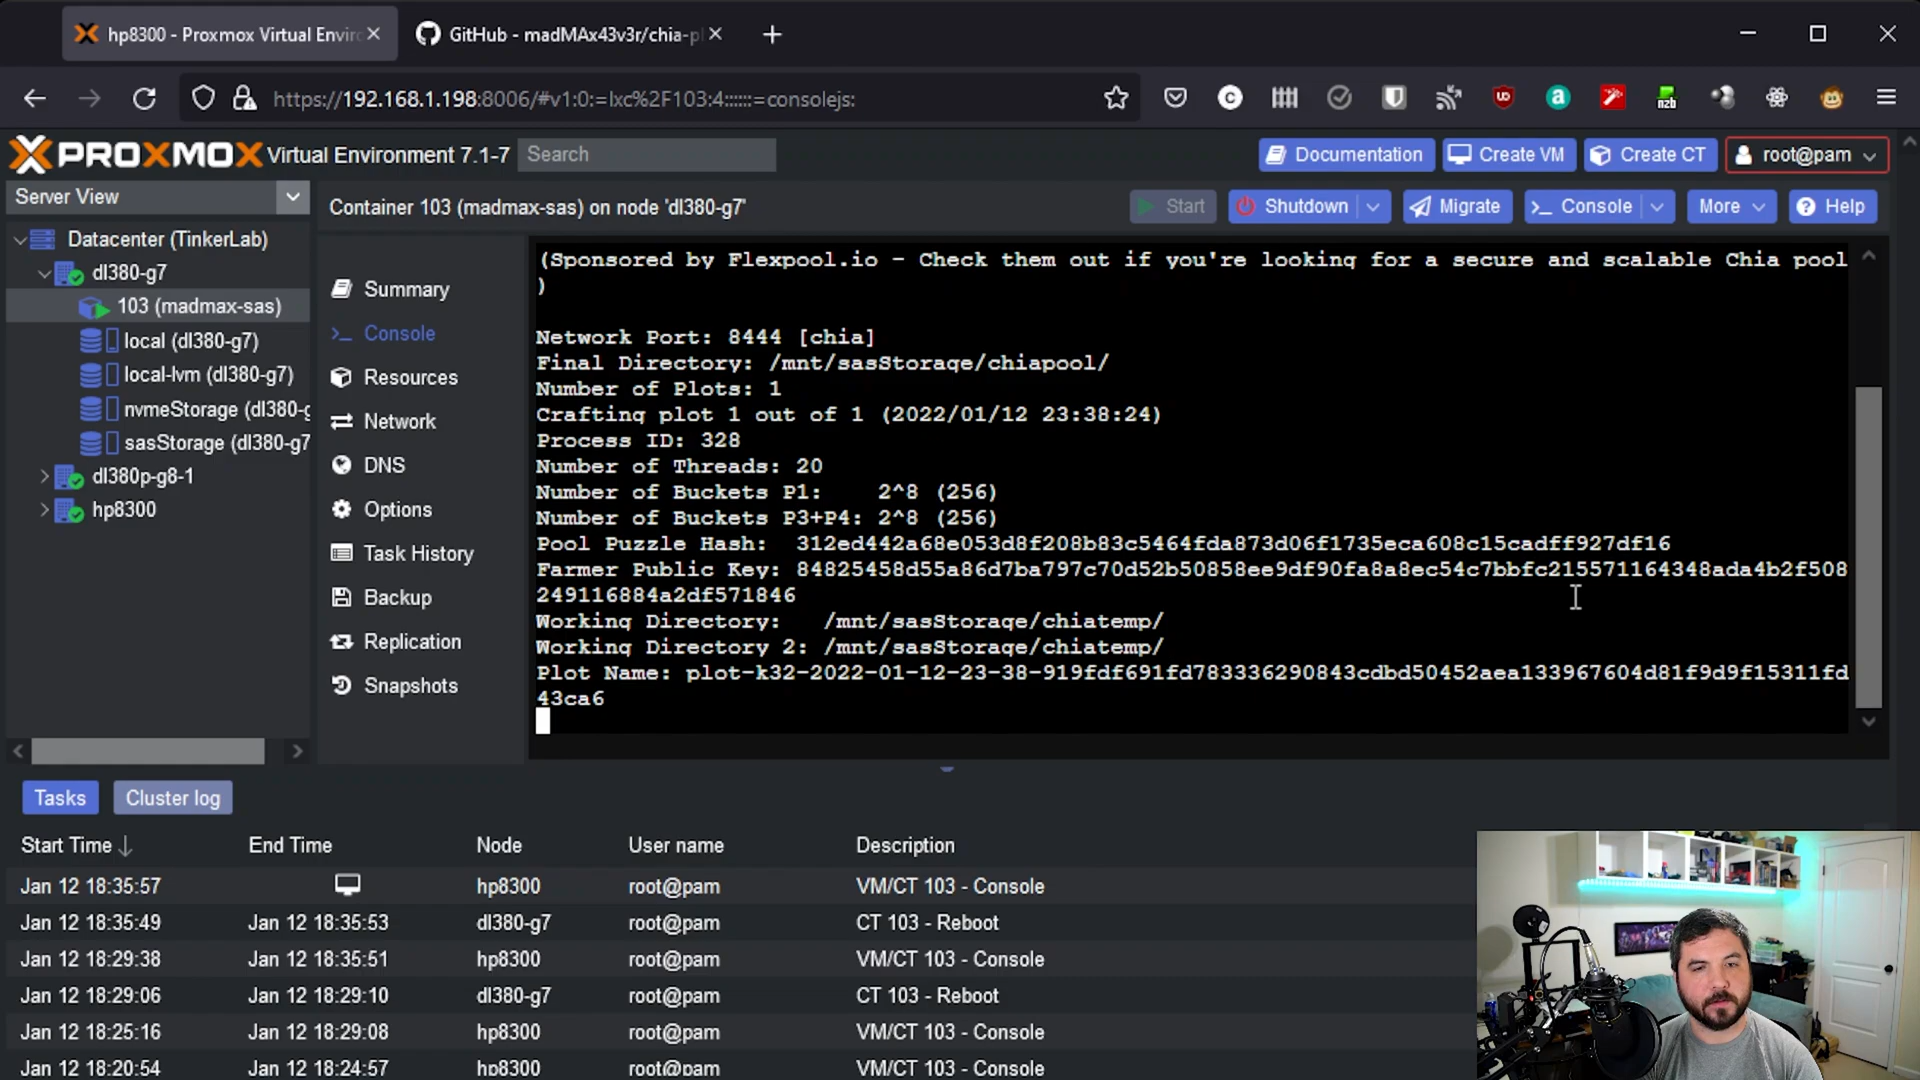 hp8300 - Proxmox Virtual Enviro
GitHub - madMAx43v3r/chia-pl
https://192.168.1.198:8006/#v1:0:=lxc%2F103:4::::::=consolejs:
PROXMOX Virtual Environment 7.1-7
Search
Documentation
Create VM
Create CT
root@pam
Server View
Container 103 (madmax-sas) on node 'dl380-g7'
Start
Shutdown
Migrate
Console
More
Help
Datacenter (TinkerLab)
dl380-g7
103 (madmax-sas)
local (dl380-g7)
local-lvm (dl380-g7)
nvmeStorage (dl380-g
sasStorage (dl380-g7
dl380p-g8-1
hp8300
Summary
Console
Resources
Network
DNS
Options
Task History
Backup
Replication
Snapshots
(Sponsored by Flexpool.io - Check them out if you're looking for a secure and scalable Chia pool
)
Network Port: 8444 [chia]
Final Directory: /mnt/sasStorage/chiapool/
Number of Plots: 1
Crafting plot 1 out of 1 (2022/01/12 23:38:24)
Process ID: 328
Number of Threads: 20
Number of Buckets P1: 2^8 (256)
Number of Buckets P3+P4: 2^8 (256)
Pool Puzzle Hash: 312ed442a68e053d8f208b83c5464fda873d06f1735eca608c15cadff927df16
Farmer Public Key: 84825458d55a86d7ba797c70d52b50858ee9df90fa8a8ec54c7bbfc215571164348ada4b2f508
249116884a2df571846
Working Directory: /mnt/sasStorage/chiatemp/
Working Directory 2: /mnt/sasStorage/chiatemp/
Plot Name: plot-k32-2022-01-12-23-38-919fdf691fd783336290843cdbd50452aea133967604d81f9d9f15311fd
43ca6
Tasks
Cluster log
Start Time End Time Node User name Description
Jan 12 18:35:57 hp8300 root@pam VM/CT 103 - Console
Jan 12 18:35:49 Jan 12 18:35:53 dl380-g7 root@pam CT 103 - Reboot
Jan 12 18:29:38 Jan 12 18:35:51 hp8300 root@pam VM/CT 103 - Console
Jan 12 18:29:06 Jan 12 18:29:10 dl380-g7 root@pam CT 103 - Reboot
Jan 12 18:25:16 Jan 12 18:29:08 hp8300 root@pam VM/CT 103 - Console
Jan 12 18:20:54 Jan 12 18:24:57 hp8300 root@pam VM/CT 103 - Console